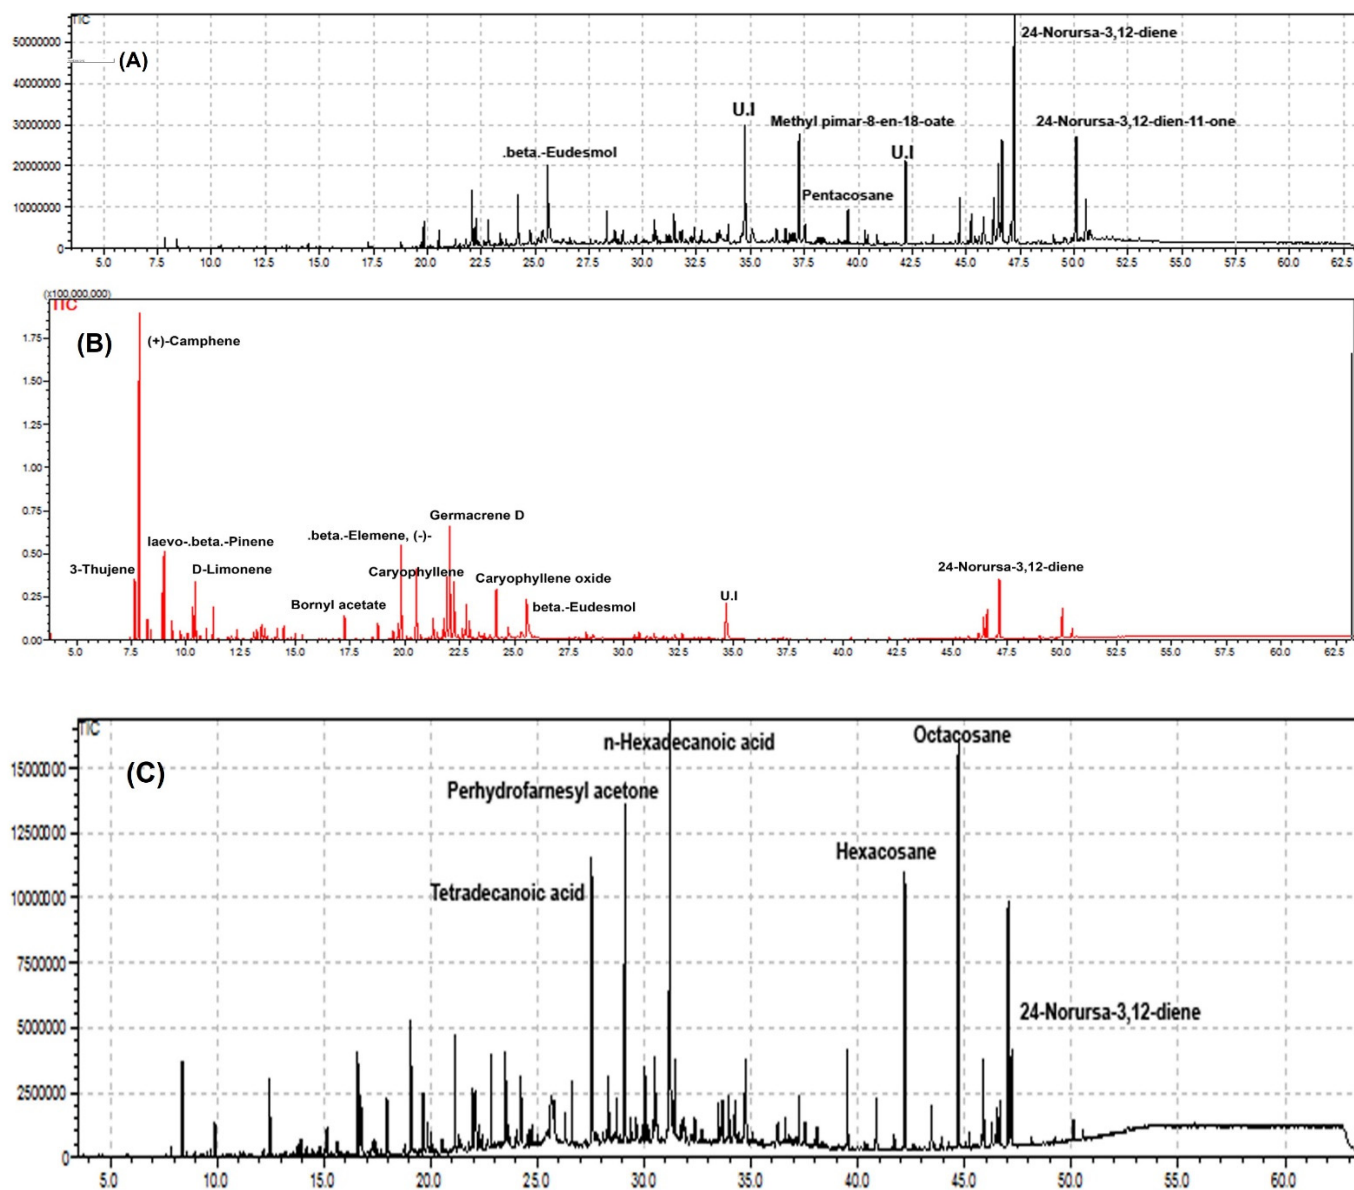 TIC
(A)
24-Norursa-3,12-diene
U.I
Methyl pimar-8-en-18-oate
24-Norursa-3,12-dien-11-one
U.I
.beta.-Eudesmol
Pentacosane
50000000
40000000
30000000
20000000
10000000
0
5.0 7.5 10.0 12.5 15.0 17.5 20.0 22.5 25.0 27.5 30.0 32.5 35.0 37.5 40.0 42.5 45.0 47.5 50.0 52.5 55.0 57.5 60.0 62.5
(x100,000,000)
TIC
(B)
(+)-Camphene
3-Thujene
laevo-.beta.-Pinene
D-Limonene
Bornyl acetate
.beta.-Elemene, (-)-
Caryophyllene
Germacrene D
Caryophyllene oxide
beta.-Eudesmol
U.I
24-Norursa-3,12-diene
1.75
1.50
1.25
1.00
0.75
0.50
0.25
0.00
5.0 7.5 10.0 12.5 15.0 17.5 20.0 22.5 25.0 27.5 30.0 32.5 35.0 37.5 40.0 42.5 45.0 47.5 50.0 52.5 55.0 57.5 60.0 62.5
TIC
(C)
n-Hexadecanoic acid
Octacosane
Perhydrofarnesyl acetone
Hexacosane
Tetradecanoic acid
24-Norursa-3,12-diene
15000000
12500000
10000000
7500000
5000000
2500000
0
5.0 10.0 15.0 20.0 25.0 30.0 35.0 40.0 45.0 50.0 55.0 60.0